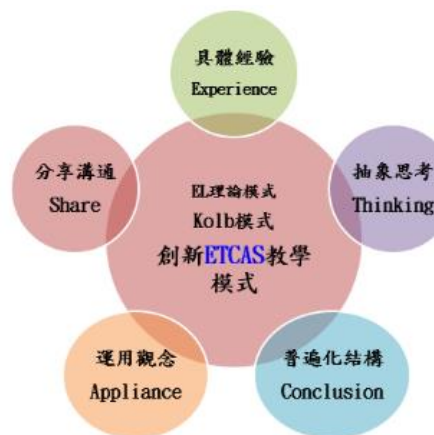 具體經驗
Experience
分享溝通
Share
抽象思考
Thinking
EL理論模式
Kolb模式
創新ETCAS教學
模式
運用觀念
Appliance
普遍化結構
Conclusion